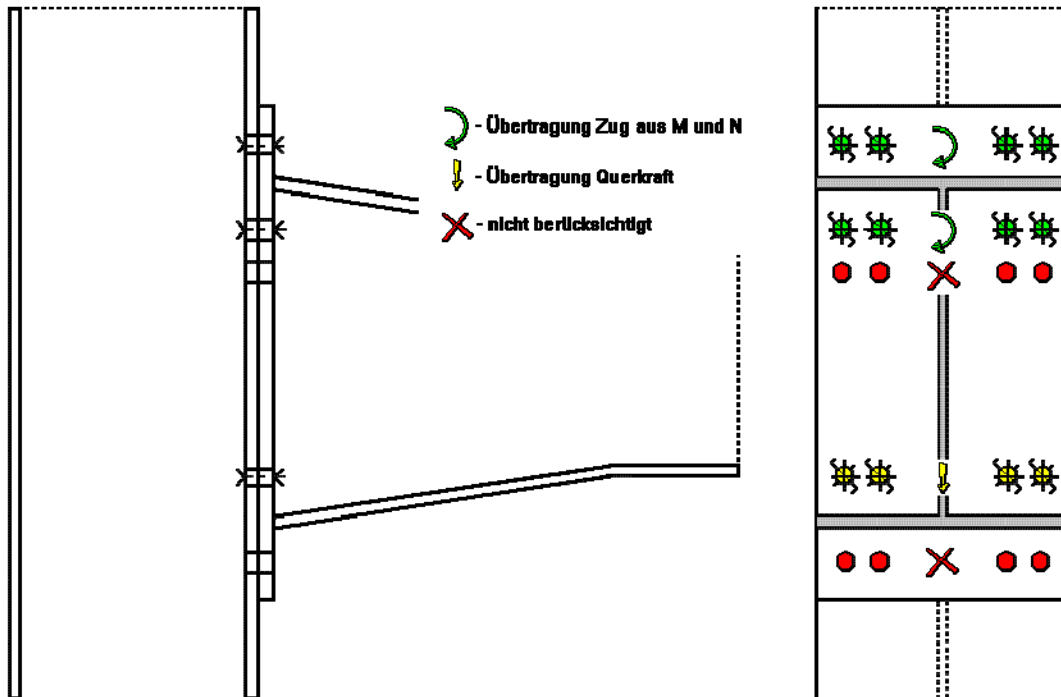 - Übertragung Zug aus M und N
- Übertragung Querkraft
- nicht berücksichtigt